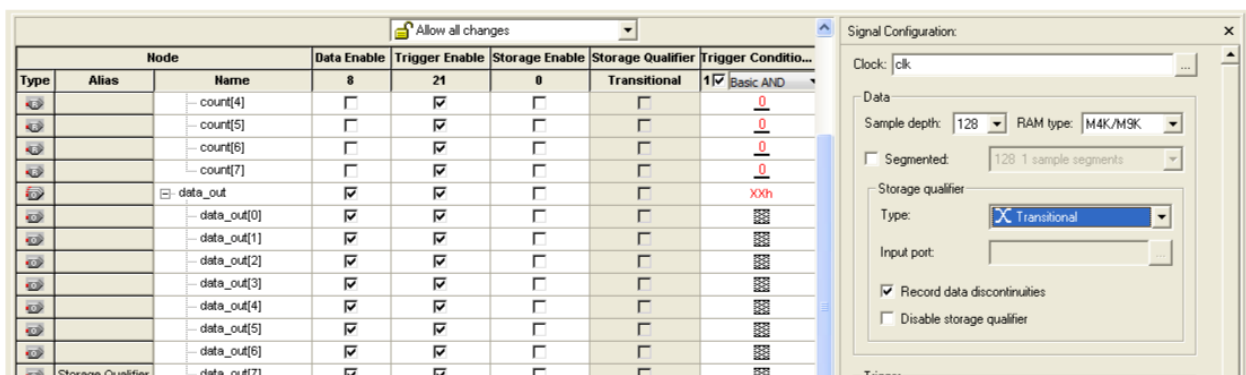 Allow all changes
Signal Configuration:
Node Data Enable Trigger Enable Storage Enable Storage Qualifier Trigger Conditio...
Clock: clk ...
Type Alias Name 8 21 0 Transitional 1 Basic AND
Data
count[4] 0
Sample depth: 128 RAM type: M4K/M9K
count[5] 0
count[6] 0
Segmented: 128 1 sample segments
count[7] 0
data_out XXh
Storage qualifier
data_out[0]
Type: Transitional
data_out[1]
data_out[2]
Input port: ...
data_out[3]
Record data discontinuities
data_out[4]
data_out[5]
Disable storage qualifier
data_out[6]
Storage Qualifier data_out[7]
Trigger